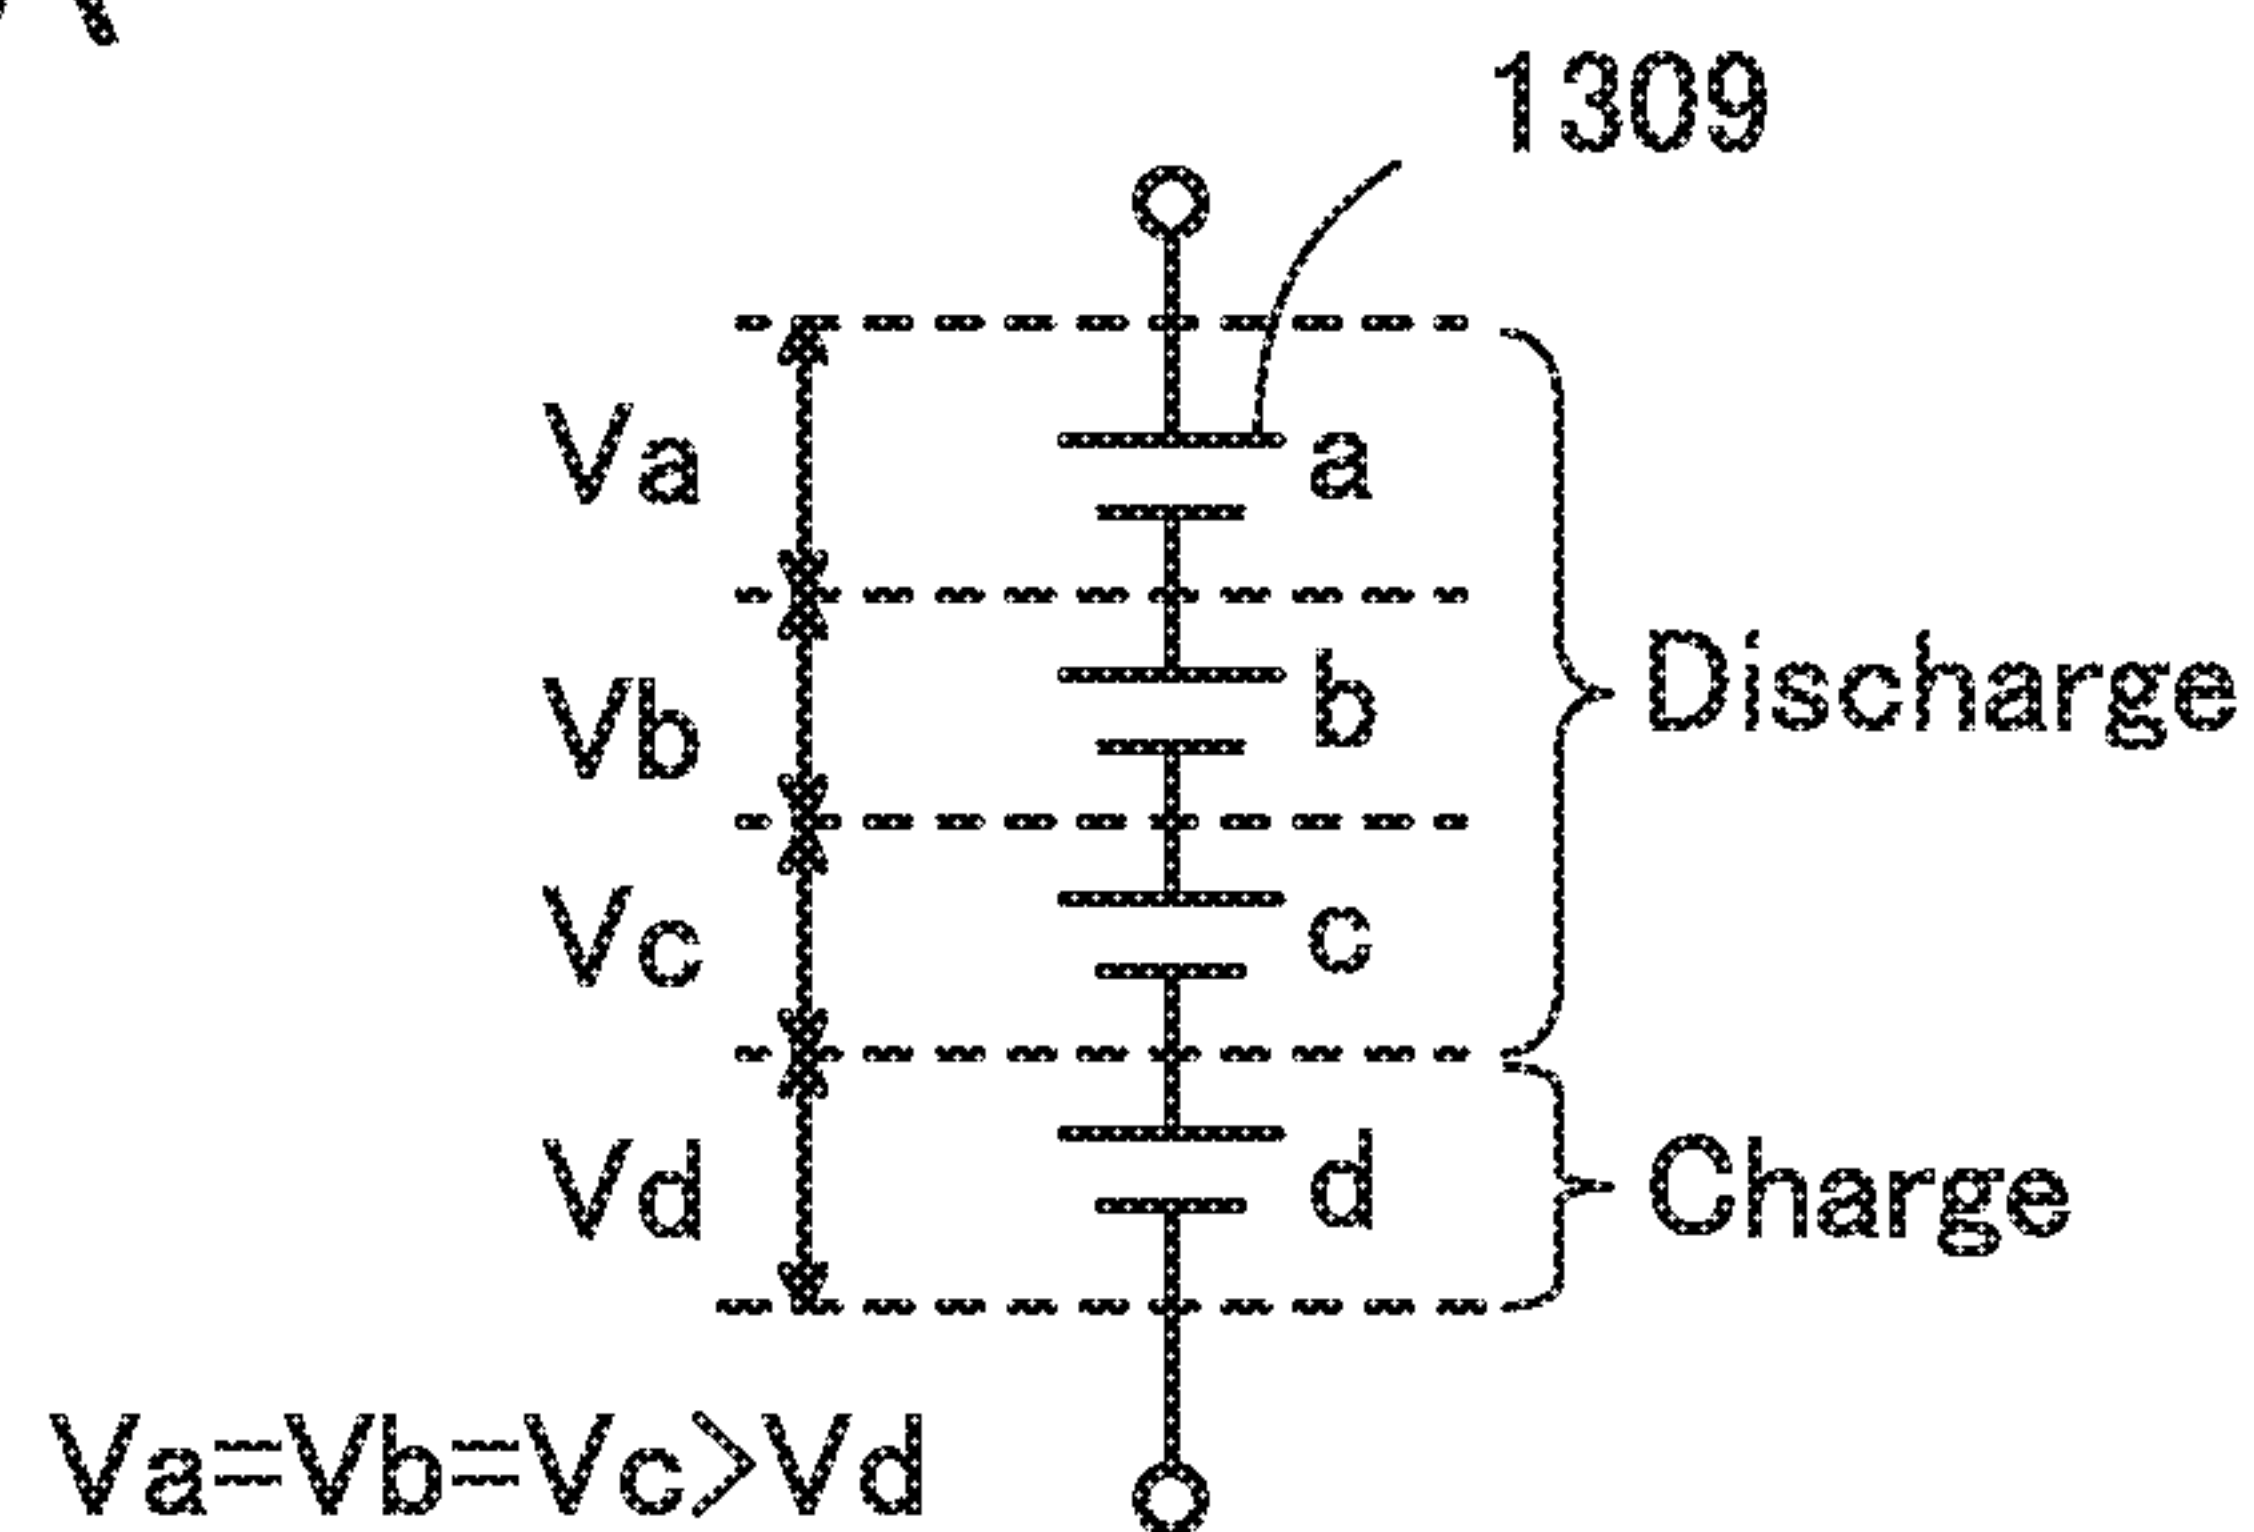 1309
Va
a
Vb
b
Discharge
Vc
c
Vd
d
Charge
Va=Vb=Vc>Vd